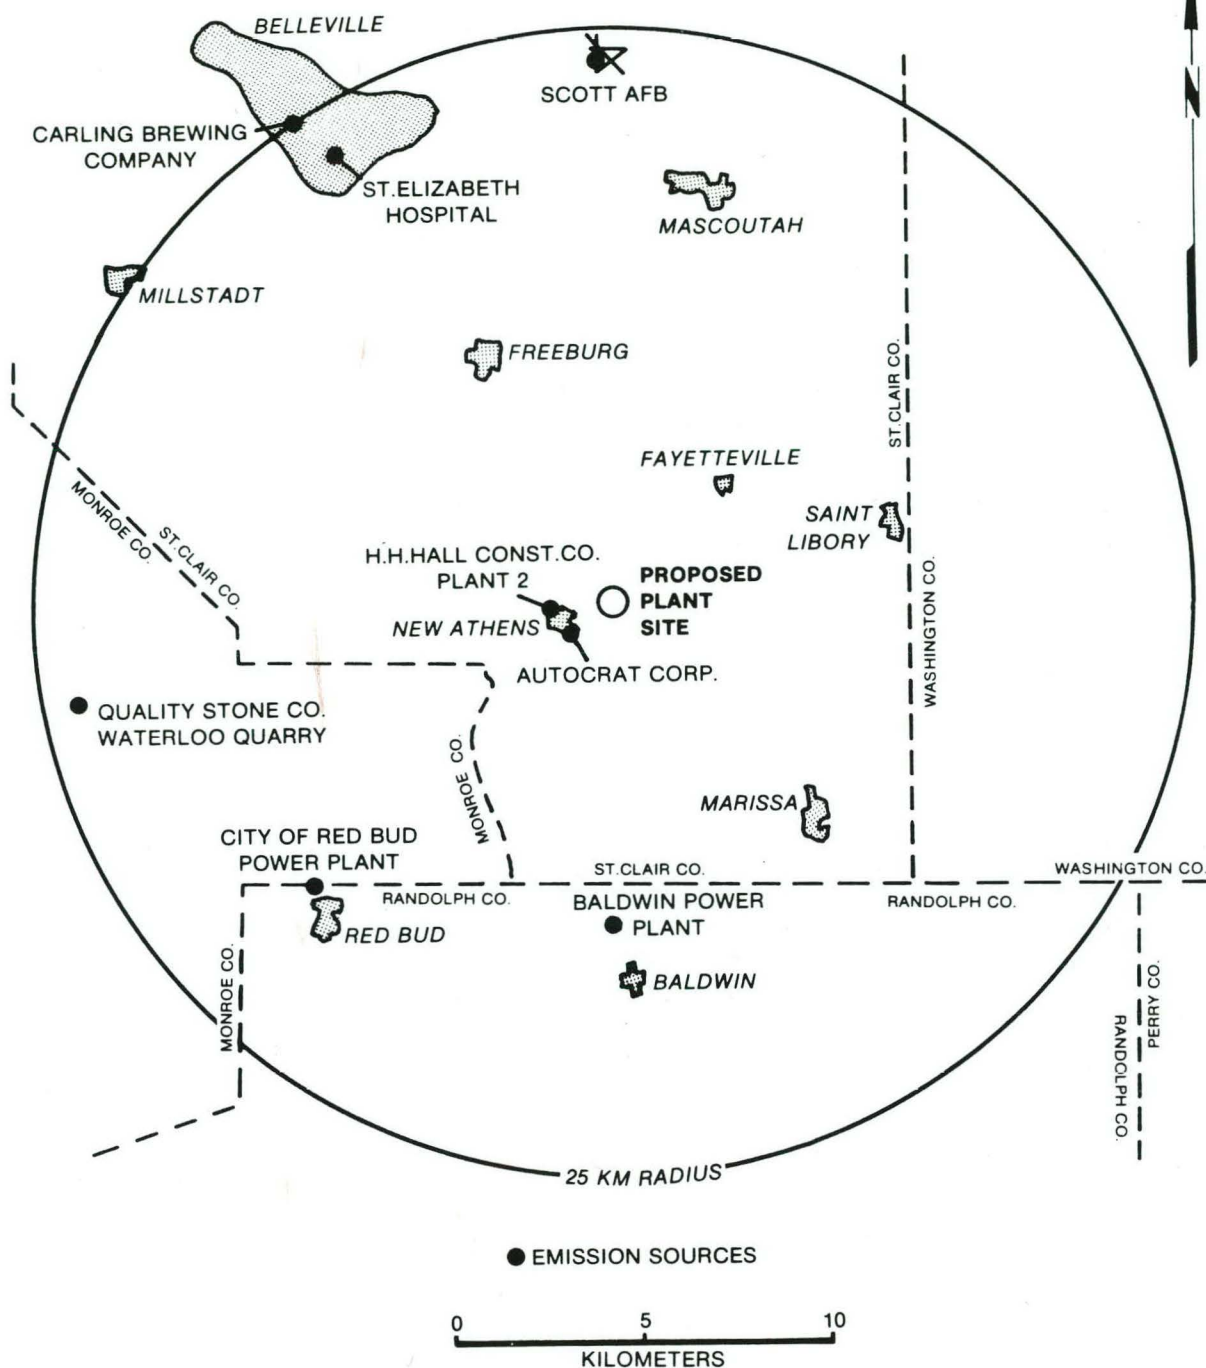 BELLEVILLE
SCOTT AFB
N
CARLING BREWING
COMPANY
ST.ELIZABETH
HOSPITAL
MASCOUTAH
MILLSTADT
FREEBURG
ST.CLAIR CO.
FAYETTEVILLE
MONROE CO.
ST.CLAIR CO.
SAINT
LIBORY
H.H.HALL CONST.CO.
PLANT 2
PROPOSED
PLANT
SITE
NEW ATHENS
WASHINGTON CO.
AUTOCRAT CORP.
QUALITY STONE CO.
WATERLOO QUARRY
MONROE CO.
MARISSA
CITY OF RED BUD
POWER PLANT
ST.CLAIR CO.
WASHINGTON CO.
RANDOLPH CO.
BALDWIN POWER
PLANT
RANDOLPH CO.
RED BUD
MONROE CO.
BALDWIN
PERRY CO.
RANDOLPH CO.
25 KM RADIUS
EMISSION SOURCES
0 5 10
KILOMETERS